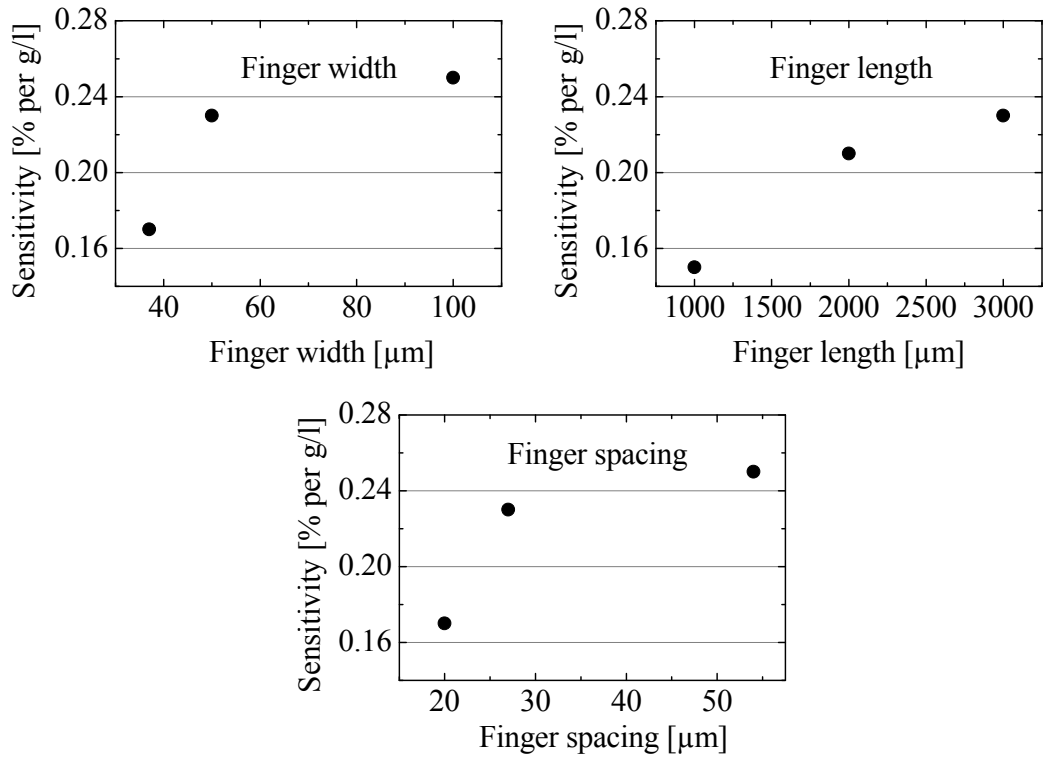 Sensitivity [% per g/l]
0.28
0.24
0.20
0.16
Finger width
40 60 80 100
Finger width [µm]
Sensitivity [% per g/l]
0.28
0.24
0.20
0.16
Finger length
1000 1500 2000 2500 3000
Finger length [µm]
Sensitivity [% per g/l]
0.28
0.24
0.20
0.16
Finger spacing
20 30 40 50
Finger spacing [µm]